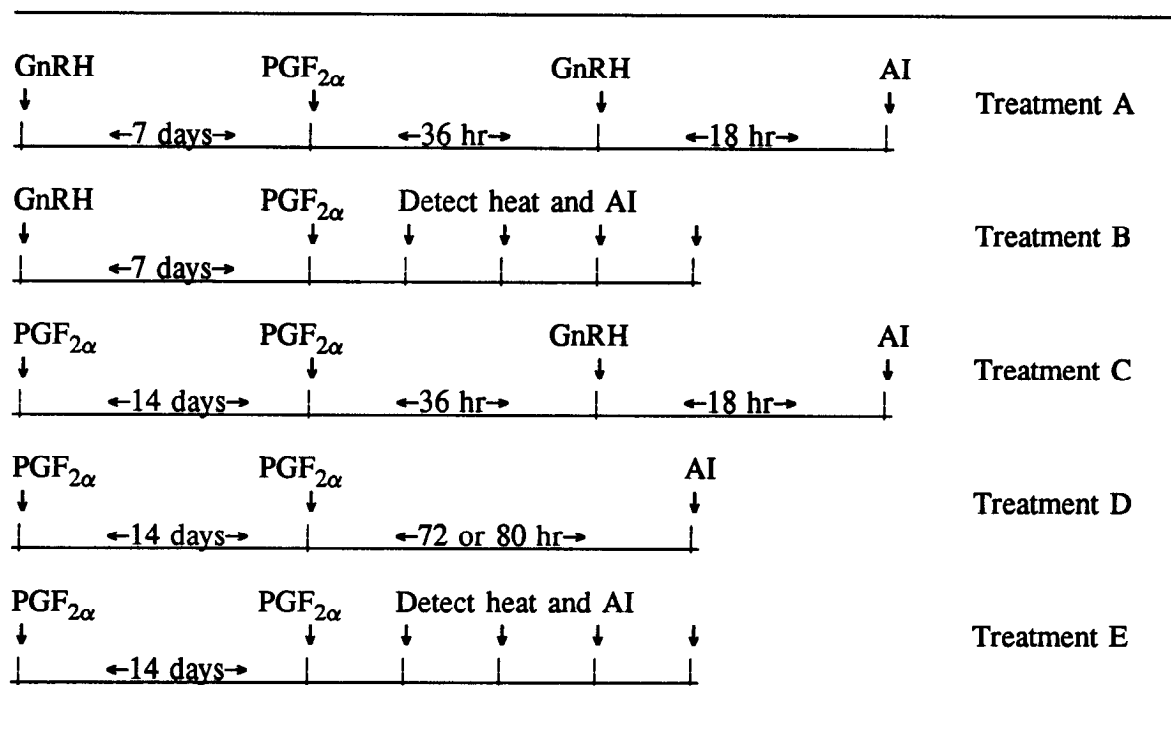 GnRH PGF2α GnRH AI
Treatment A
←7 days→ ←36 hr→ ←18 hr→
GnRH PGF2α Detect heat and AI
Treatment B
←7 days→
PGF2α PGF2α GnRH AI
Treatment C
←14 days→ ←36 hr→ ←18 hr→
PGF2α PGF2α AI
Treatment D
←14 days→ ←72 or 80 hr→
PGF2α PGF2α Detect heat and AI
Treatment E
←14 days→